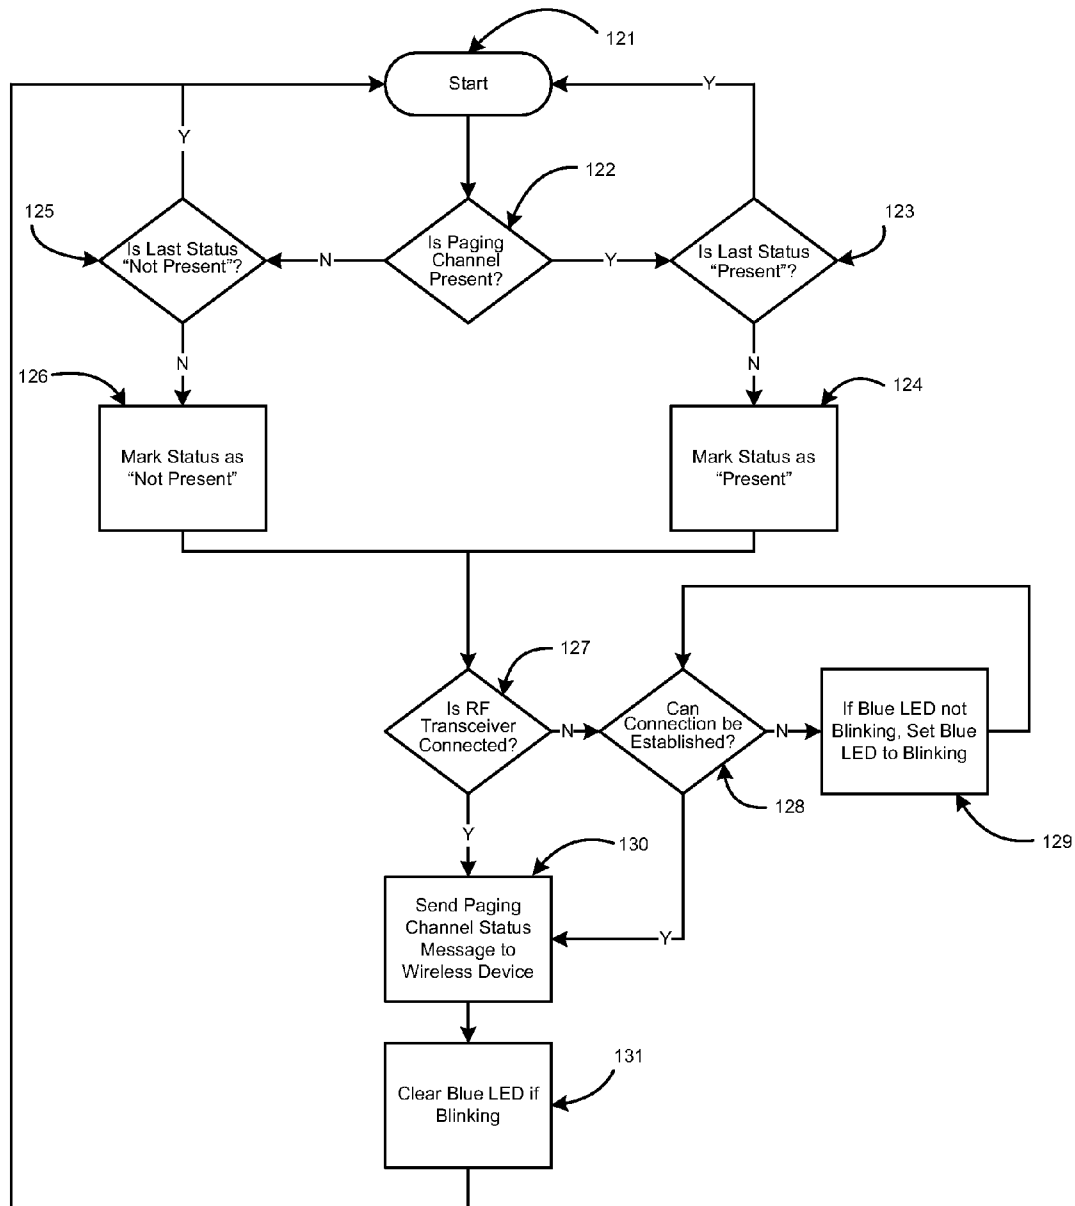 121
Start
Y
Y
122
125
123
Is Last Status
“Not Present”?
N
Is Paging
Channel
Present?
Y
Is Last Status
“Present”?
N
N
126
124
Mark Status as
“Not Present”
Mark Status as
“Present”
127
Is RF
Transceiver
Connected?
N
Can
Connection be
Established?
N
If Blue LED not
Blinking, Set Blue
LED to Blinking
128
129
Y
130
Send Paging
Channel Status
Message to
Wireless Device
Y
131
Clear Blue LED if
Blinking